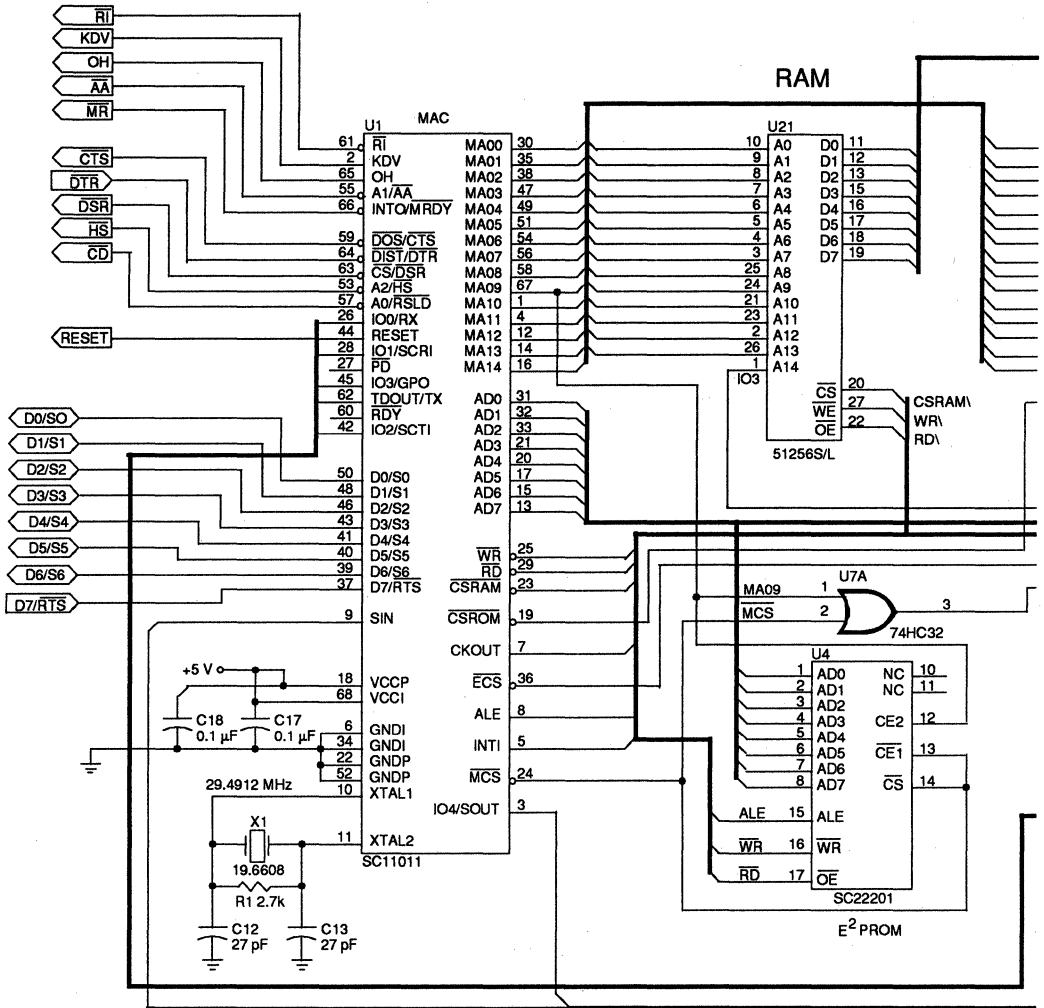 RI
KDV
OH
AA
MR
CTS
DTR
DSR
HS
CD
RESET
D0/SO
D1/S1
D2/S2
D3/S3
D4/S4
D5/S5
D6/S6
D7/RTS
U1 MAC
61 RI MA00 30
2 KDV MA01 35
65 OH MA02 38
55 A1/AA MA03 47
66 INTO/MRDY MA04 49
MA05 51
59 DOS/CTS MA06 54
64 DIST/DTR MA07 56
63 CS/DSR MA08 58
53 A2/HS MA09 67
57 A0/RSLD MA10 1
26 IO0/RX MA11 4
44 RESET MA12 12
28 IO1/SCRI MA13 14
27 PD MA14 16
45 IO3/GPO
62 TDOUT/TX AD0 31
60 RDY AD1 32
42 IO2/SCTI AD2 33
AD3 21
AD4 20
50 D0/S0 AD5 17
48 D1/S1 AD6 15
46 D2/S2 AD7 13
43 D3/S3
41 D4/S4 WR 25
40 D5/S5 RD 29
39 D6/S6 CSRAM 23
37 D7/RTS
9 SIN CSROM 19
CKOUT 7
18 VCCP ECS 36
68 VCCI
ALE 8
6 GNDI
34 GNDI INTI 5
22 GNDP
52 GNDP MCS 24
10 XTAL1
IO4/SOUT 3
11 XTAL2
SC11011
+5 V
C18
0.1 µF
C17
0.1 µF
29.4912 MHz
X1
19.6608
R1 2.7k
C12
27 pF
C13
27 pF
RAM
U21
10 A0 D0 11
9 A1 D1 12
8 A2 D2 13
7 A3 D3 15
6 A4 D4 16
5 A5 D5 17
4 A6 D6 18
3 A7 D7 19
25 A8
24 A9
21 A10
23 A11
2 A12
26 A13
1 A14
IO3
CS 20 CSRAM\
WE 27 WR\
OE 22 RD\
51256S/L
U7A
MA09 1
MCS 2
3
74HC32
U4
1 AD0 NC 10
2 AD1 NC 11
3 AD2
4 AD3 CE2 12
5 AD4
6 AD5 CE1 13
7 AD6
8 AD7 CS 14
ALE 15 ALE
WR 16 WR
RD 17 OE
SC22201
E² PROM